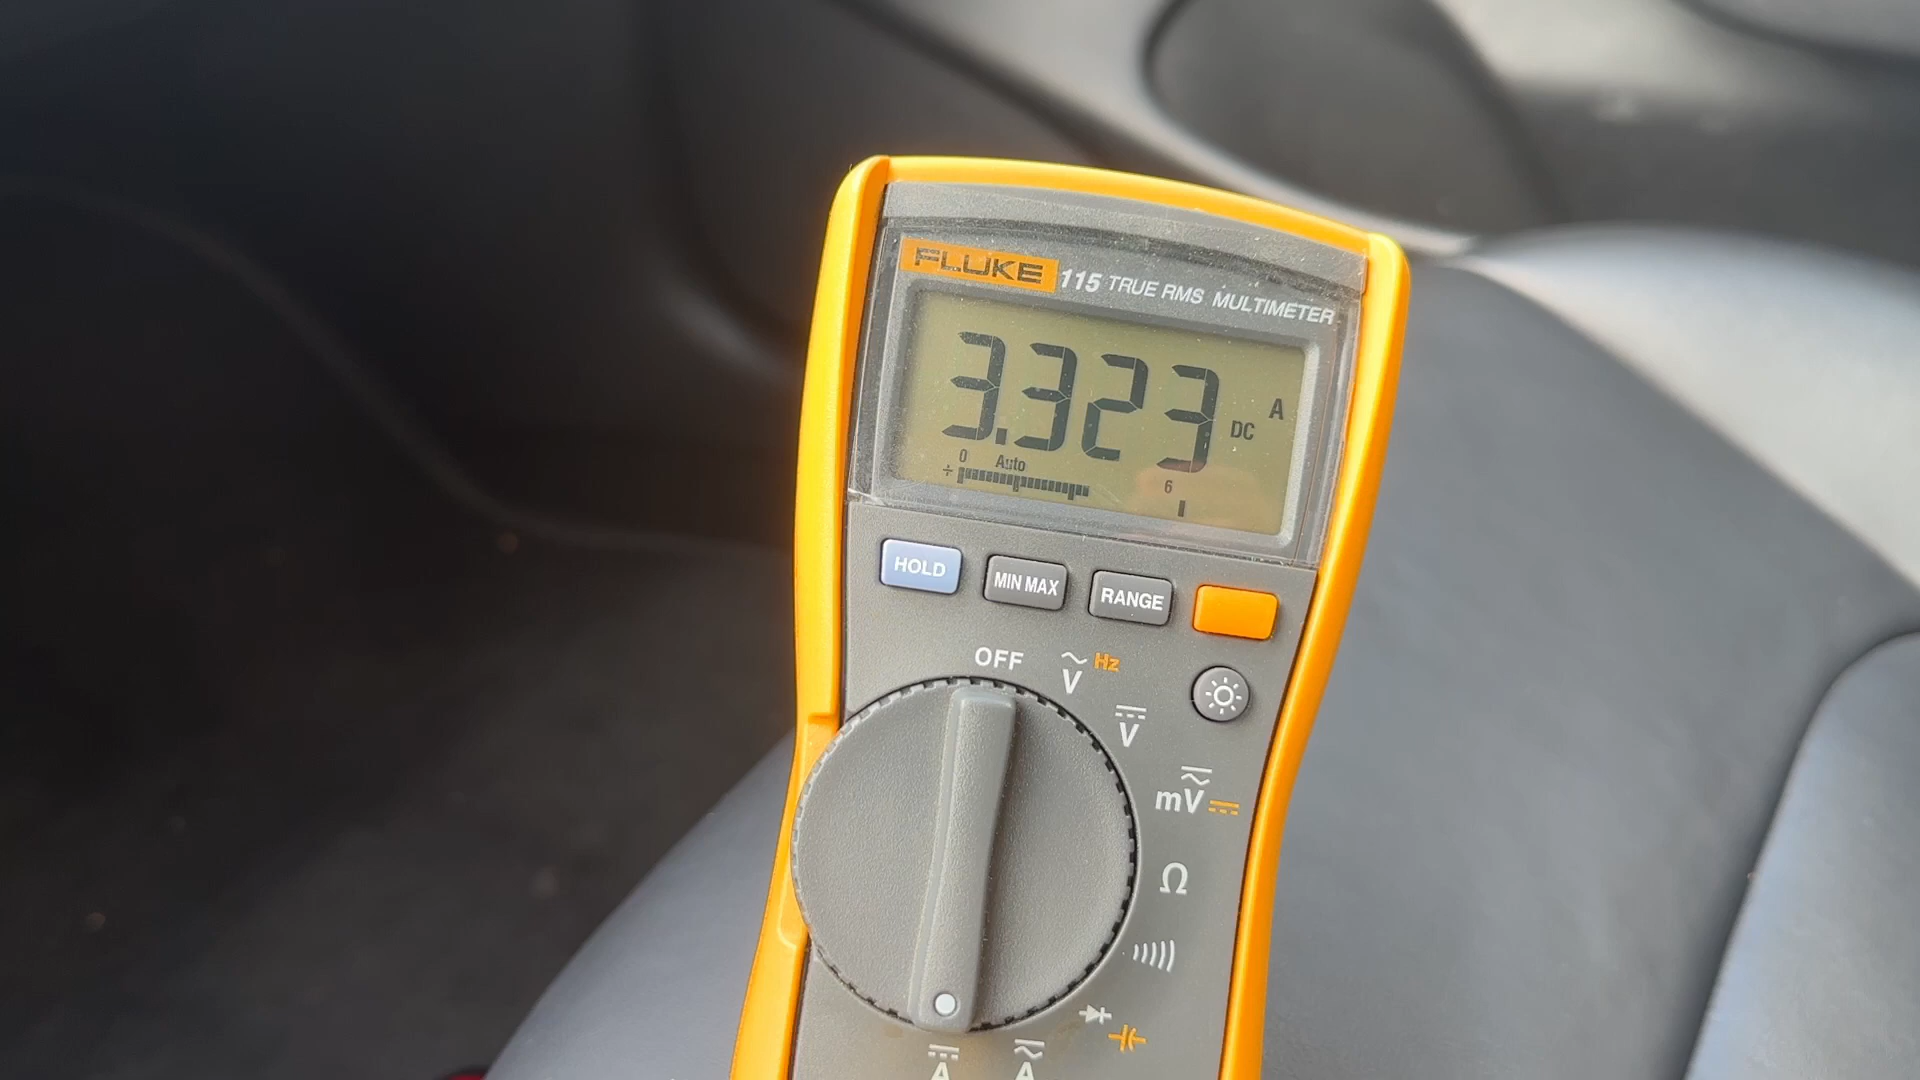 FLUKE 115 TRUE RMS MULTIMETER
3.323 DC A
0 Auto 6
HOLD MIN MAX RANGE
OFF V Hz
V
mV
Ω
A A